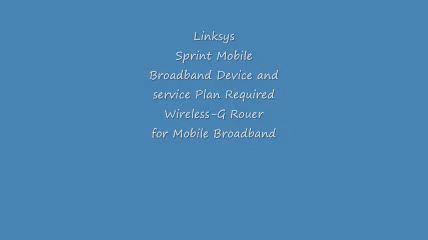 Linksys
Sprint Mobile
Broadband Device and
service Plan Required
Wireless-G Rouer
for Mobile Broadband